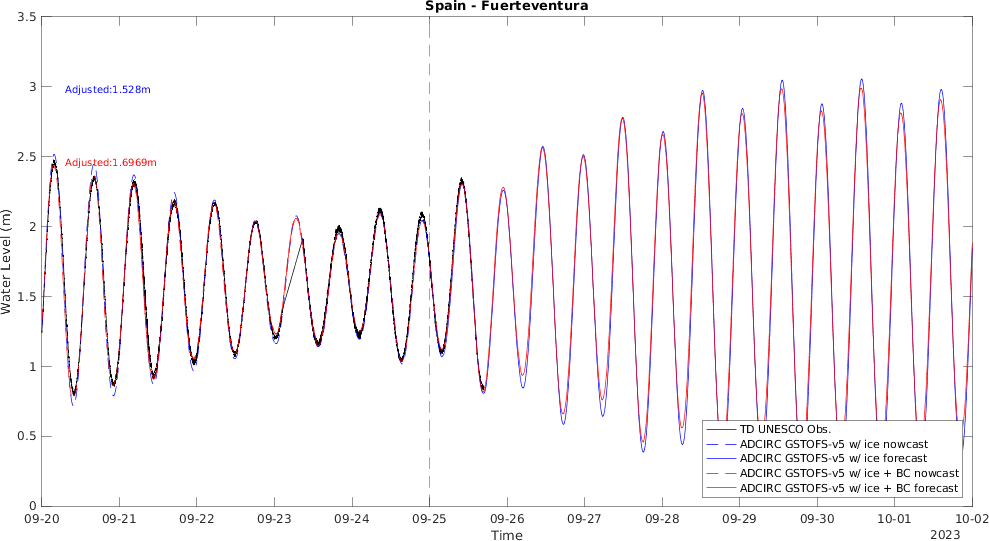 Spain - Fuerteventura
3.5
3
2.5
2
1.5
1
0.5
0
Water Level (m)
Adjusted:1.528m
Adjusted:1.6969m
TD UNESCO Obs.
ADCIRC GSTOFS-v5 w/ ice nowcast
ADCIRC GSTOFS-v5 w/ ice forecast
ADCIRC GSTOFS-v5 w/ ice + BC nowcast
ADCIRC GSTOFS-v5 w/ ice + BC forecast
09-20 09-21 09-22 09-23 09-24 09-25 09-26 09-27 09-28 09-29 09-30 10-01 10-02
Time
2023